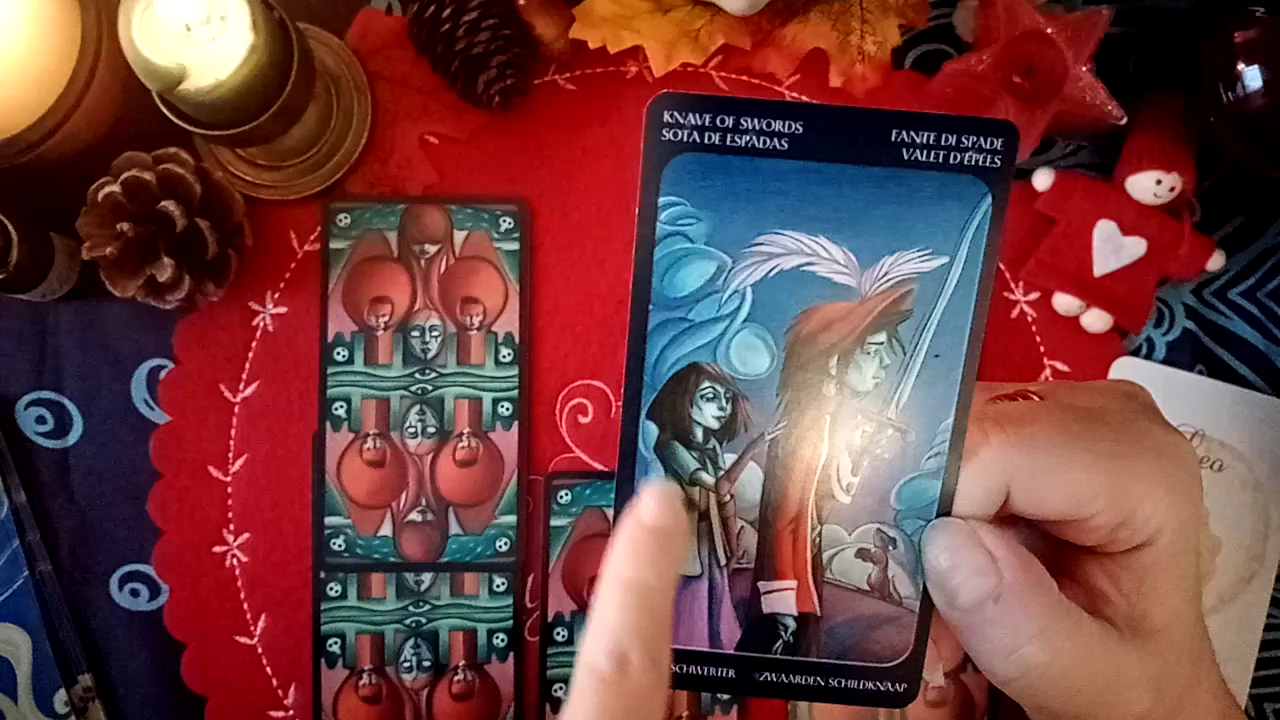 KNAVE OF SWORDS
SOTA DE ESPADAS
FANTE DI SPADE
VALET D'ÉPÉES
SCHWERTER
ZWAARDEN SCHILDKNAAP